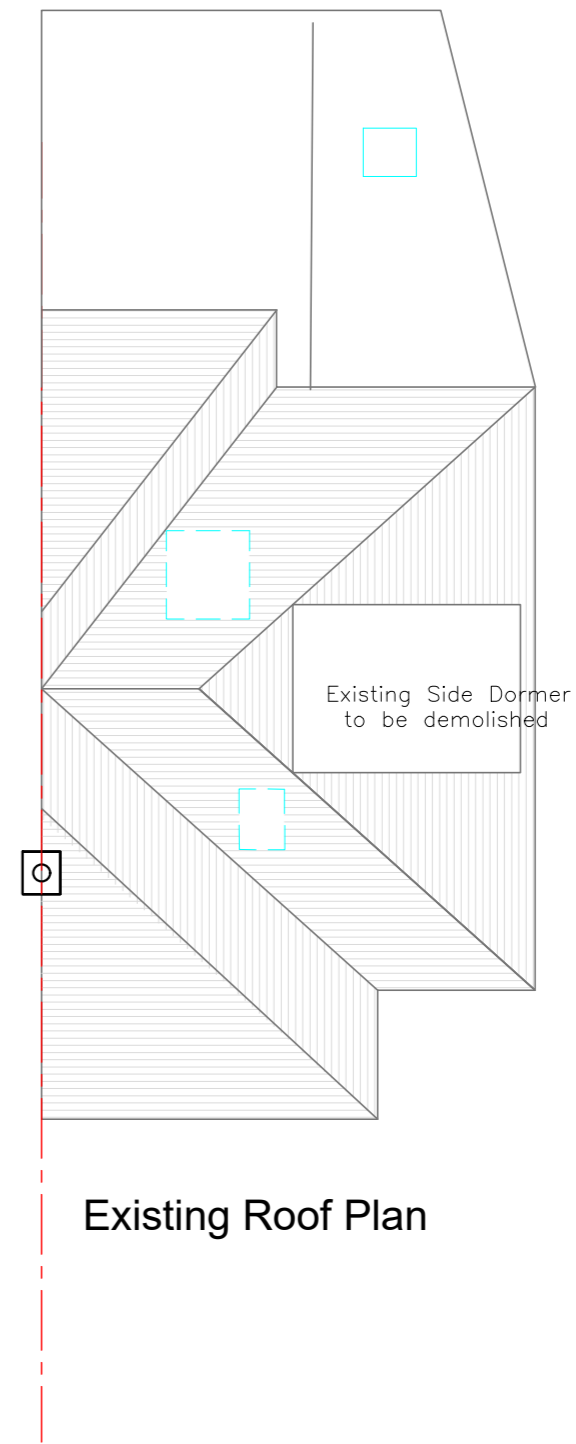 Existing Side Dormer
to be demolished
Existing Roof Plan